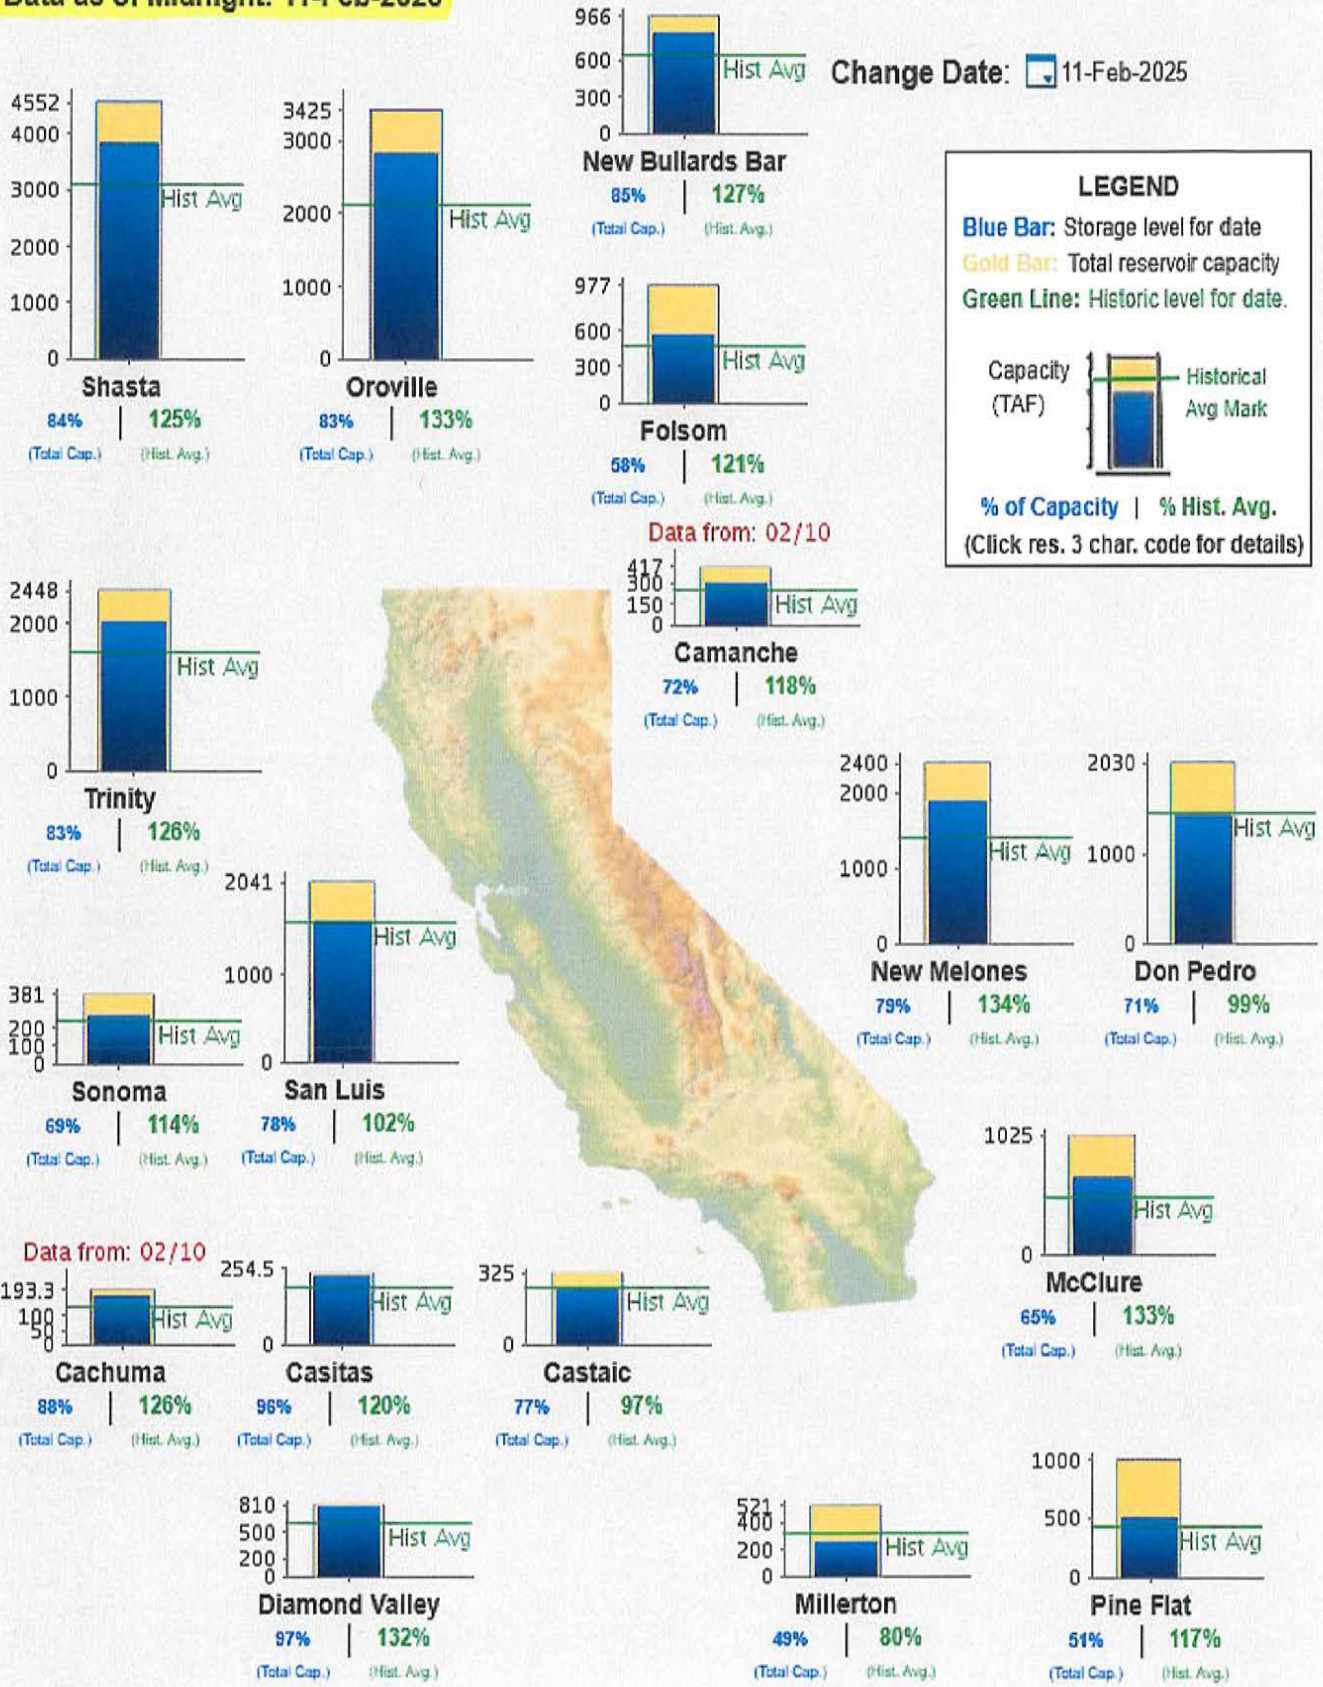 Data as of Midnight: 11-Feb-2026
Change Date: 11-Feb-2025
4552
4000
3000
2000
1000
0
Hist Avg
Shasta
84% | 125%
(Total Cap.) (Hist. Avg.)
3425
3000
2000
1000
0
Hist Avg
Oroville
83% | 133%
(Total Cap.) (Hist. Avg.)
966
600
300
0
Hist Avg
New Bullards Bar
85% | 127%
(Total Cap.) (Hist. Avg.)
977
600
300
0
Hist Avg
Folsom
58% | 121%
(Total Cap.) (Hist. Avg.)
LEGEND
Blue Bar: Storage level for date
Gold Bar: Total reservoir capacity
Green Line: Historic level for date.
Capacity
(TAF)
Historical
Avg Mark
% of Capacity | % Hist. Avg.
(Click res. 3 char. code for details)
Data from: 02/10
417
300
150
0
Hist Avg
Camanche
72% | 118%
(Total Cap.) (Hist. Avg.)
2448
2000
1000
0
Hist Avg
Trinity
83% | 126%
(Total Cap.) (Hist. Avg.)
2400
2000
1000
0
Hist Avg
New Melones
79% | 134%
(Total Cap.) (Hist. Avg.)
2030
1000
0
Hist Avg
Don Pedro
71% | 99%
(Total Cap.) (Hist. Avg.)
381
200
100
0
Hist Avg
Sonoma
69% | 114%
(Total Cap.) (Hist. Avg.)
2041
1000
0
Hist Avg
San Luis
78% | 102%
(Total Cap.) (Hist. Avg.)
1025
0
Hist Avg
McClure
65% | 133%
(Total Cap.) (Hist. Avg.)
Data from: 02/10
193.3
100
50
0
Hist Avg
Cachuma
88% | 126%
(Total Cap.) (Hist. Avg.)
254.5
0
Hist Avg
Casitas
96% | 120%
(Total Cap.) (Hist. Avg.)
325
0
Hist Avg
Castaic
77% | 97%
(Total Cap.) (Hist. Avg.)
810
500
200
0
Hist Avg
Diamond Valley
97% | 132%
(Total Cap.) (Hist. Avg.)
521
400
200
0
Hist Avg
Millerton
49% | 80%
(Total Cap.) (Hist. Avg.)
1000
500
0
Hist Avg
Pine Flat
51% | 117%
(Total Cap.) (Hist. Avg.)